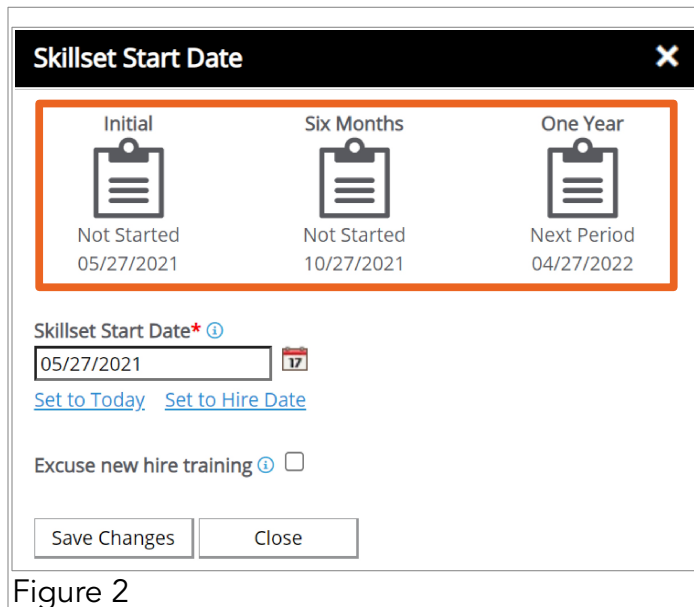 Skillset Start Date
Initial Six Months One Year
Not Started Not Started Next Period
05/27/2021 10/27/2021 04/27/2022
Skillset Start Date*
05/27/2021 17
Set to Today Set to Hire Date
Excuse new hire training
Save Changes Close
Figure 2